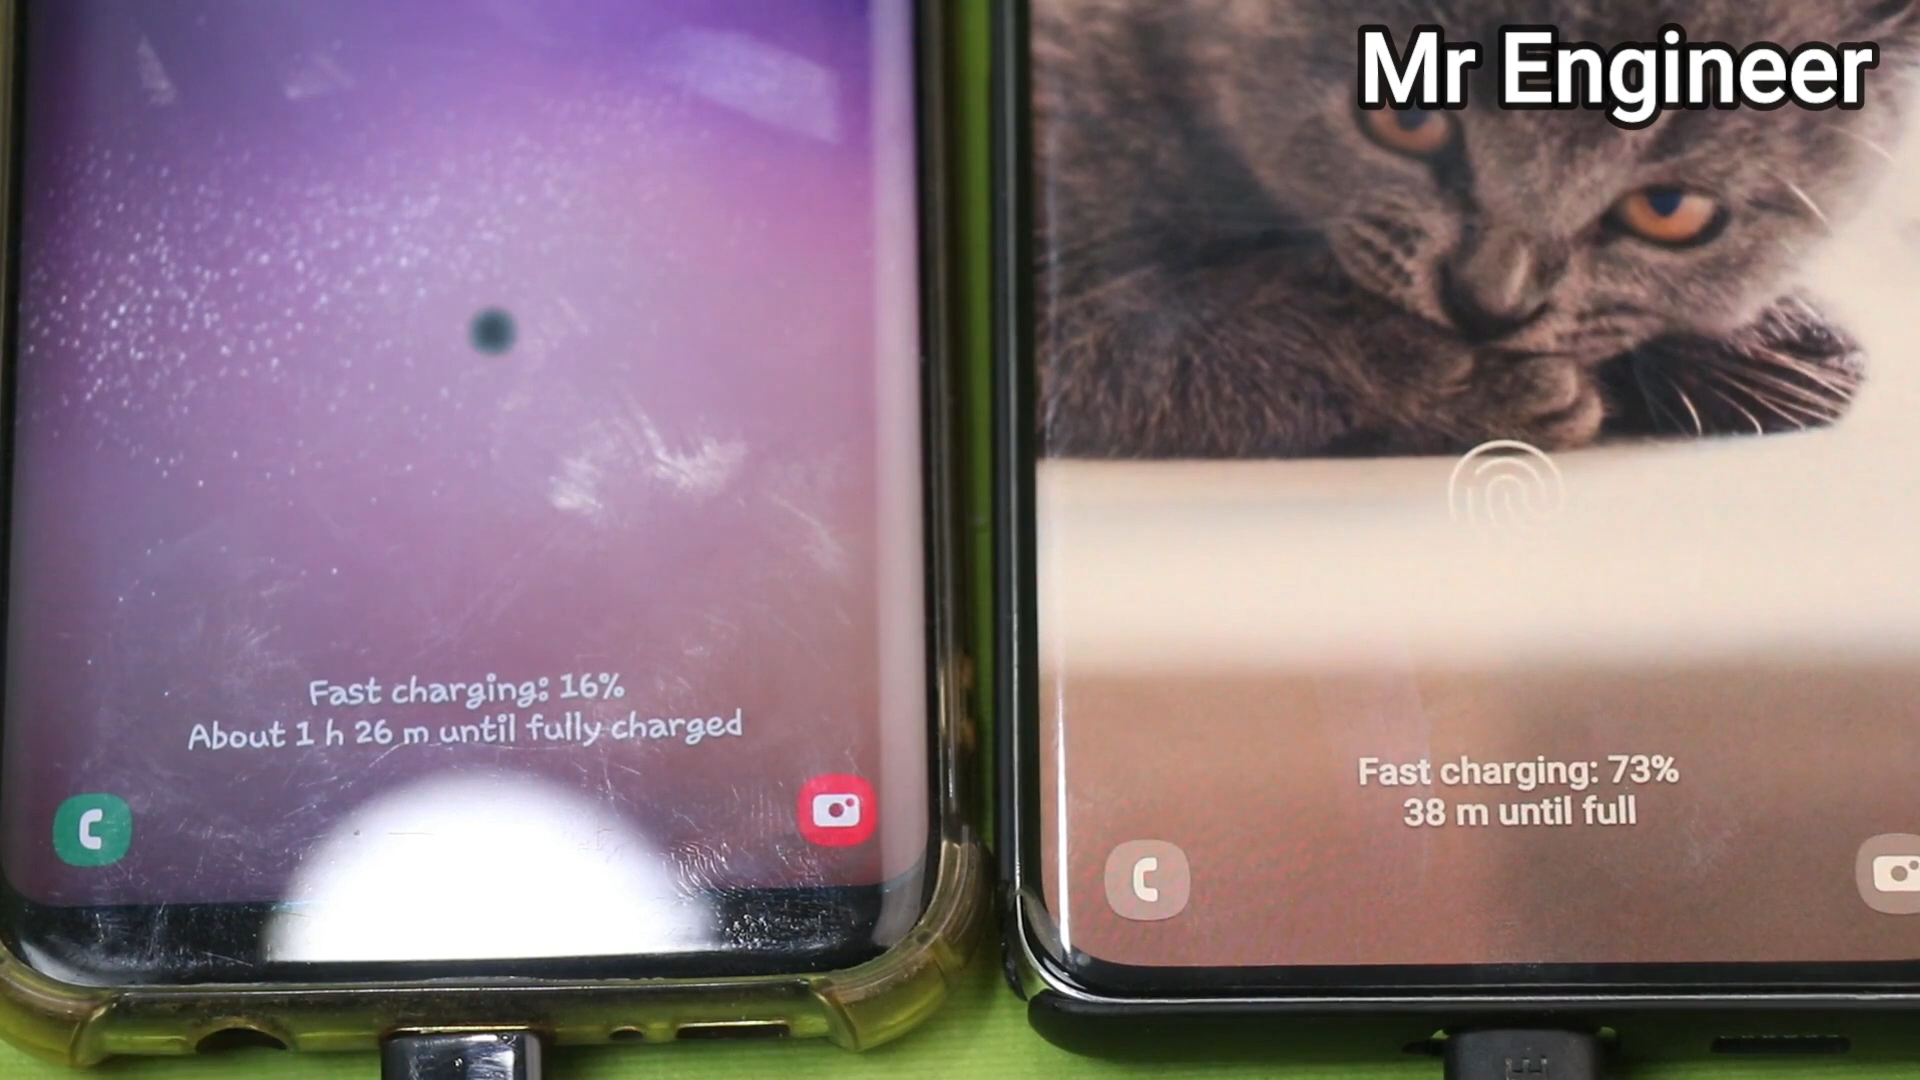 Mr Engineer
Fast charging: 16%
About 1 h 26 m until fully charged
Fast charging: 73%
38 m until full